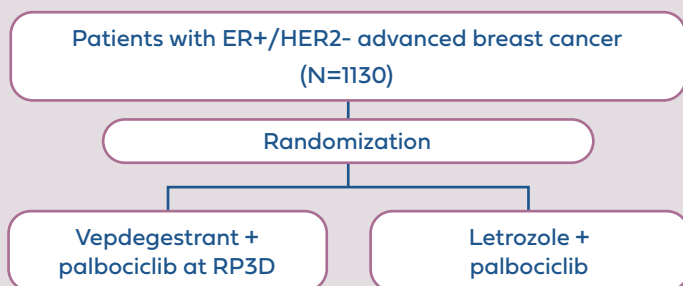 Patients with ER+/HER2- advanced breast cancer
(N=1130)
Randomization
Vepdegestrant +
palbociclib at RP3D
Letrozole +
palbociclib